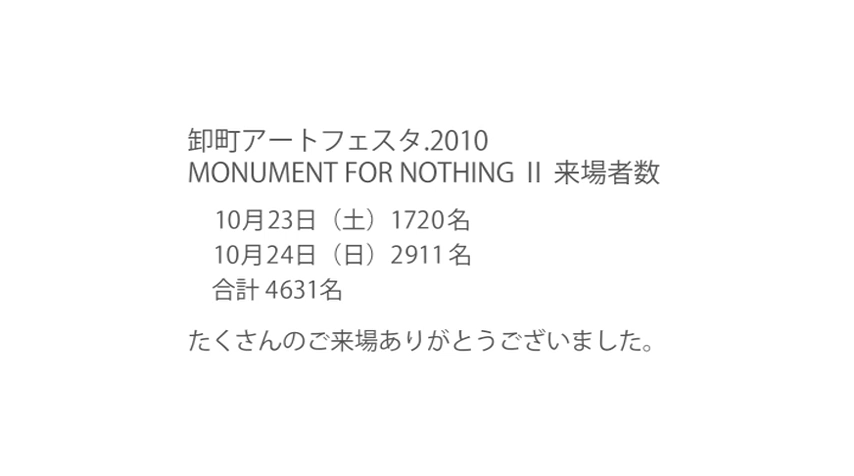 卸町アートフェスタ.2010
MONUMENT FOR NOTHING Ⅱ 来場者数
10月23日（土）1720名
10月24日（日）2911名
合計 4631名
たくさんのご来場ありがとうございました。